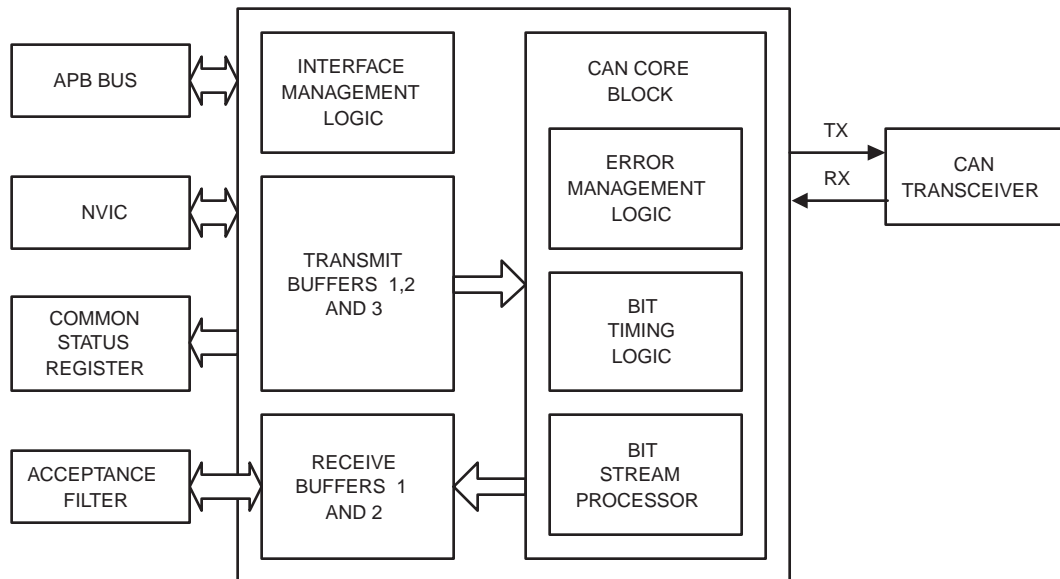 APB BUS
NVIC
COMMON
STATUS
REGISTER
ACCEPTANCE
FILTER
INTERFACE
MANAGEMENT
LOGIC
TRANSMIT
BUFFERS 1,2
AND 3
RECEIVE
BUFFERS 1
AND 2
CAN CORE
BLOCK
ERROR
MANAGEMENT
LOGIC
BIT
TIMING
LOGIC
BIT
STREAM
PROCESSOR
TX
RX
CAN
TRANSCEIVER